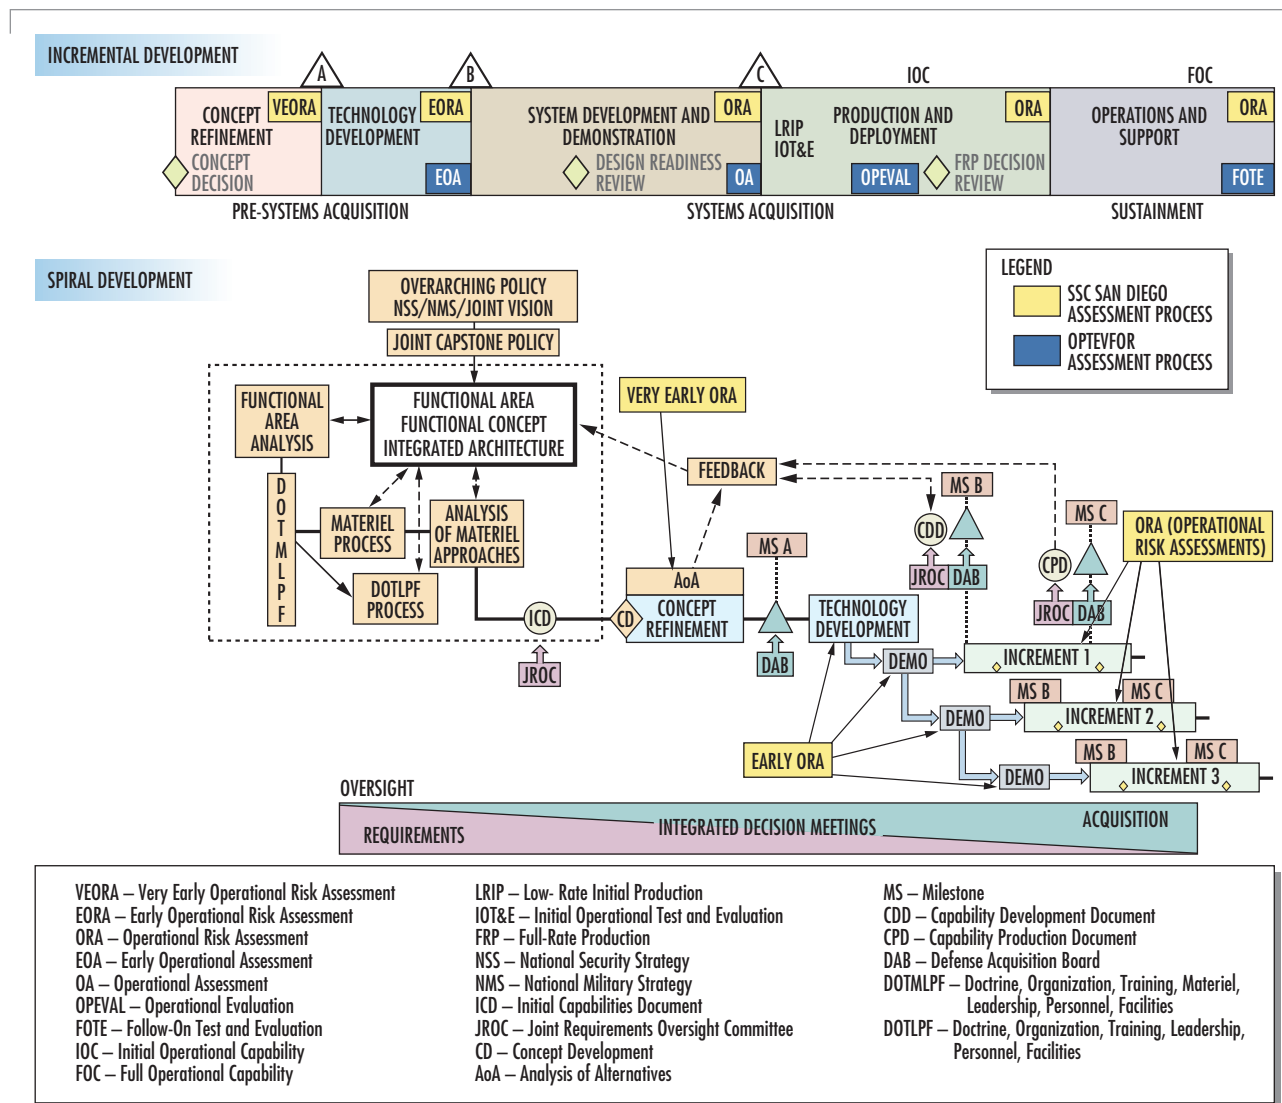 INCREMENTAL DEVELOPMENT
A
B
C
IOC
FOC
CONCEPT
REFINEMENT
VEORA
CONCEPT
DECISION
TECHNOLOGY
DEVELOPMENT
EORA
EOA
SYSTEM DEVELOPMENT AND
DEMONSTRATION
ORA
DESIGN READINESS
REVIEW
OA
LRIP
IOT&E
PRODUCTION AND
DEPLOYMENT
ORA
OPEVAL
FRP DECISION
REVIEW
OPERATIONS AND
SUPPORT
ORA
FOTE
PRE-SYSTEMS ACQUISITION
SYSTEMS ACQUISITION
SUSTAINMENT
SPIRAL DEVELOPMENT
LEGEND
SSC SAN DIEGO
ASSESSMENT PROCESS
OPTEVFOR
ASSESSMENT PROCESS
OVERARCHING POLICY
NSS/NMS/JOINT VISION
JOINT CAPSTONE POLICY
FUNCTIONAL
AREA
ANALYSIS
FUNCTIONAL AREA
FUNCTIONAL CONCEPT
INTEGRATED ARCHITECTURE
VERY EARLY ORA
FEEDBACK
D
O
T
M
L
P
F
MATERIEL
PROCESS
ANALYSIS
OF MATERIEL
APPROACHES
DOTLPF
PROCESS
ICD
JROC
CD
AoA
CONCEPT
REFINEMENT
MS A
DAB
TECHNOLOGY
DEVELOPMENT
CDD
JROC
MS B
DAB
CPD
JROC
MS C
DAB
ORA (OPERATIONAL
RISK ASSESSMENTS)
DEMO
INCREMENT 1
DEMO
MS B
MS C
INCREMENT 2
EARLY ORA
DEMO
MS B
MS C
INCREMENT 3
OVERSIGHT
REQUIREMENTS
INTEGRATED DECISION MEETINGS
ACQUISITION
VEORA – Very Early Operational Risk Assessment
EORA – Early Operational Risk Assessment
ORA – Operational Risk Assessment
EOA – Early Operational Assessment
OA – Operational Assessment
OPEVAL – Operational Evaluation
FOTE – Follow-On Test and Evaluation
IOC – Initial Operational Capability
FOC – Full Operational Capability
LRIP – Low- Rate Initial Production
IOT&E – Initial Operational Test and Evaluation
FRP – Full-Rate Production
NSS – National Security Strategy
NMS – National Military Strategy
ICD – Initial Capabilities Document
JROC – Joint Requirements Oversight Committee
CD – Concept Development
AoA – Analysis of Alternatives
MS – Milestone
CDD – Capability Development Document
CPD – Capability Production Document
DAB – Defense Acquisition Board
DOTMLPF – Doctrine, Organization, Training, Materiel,
Leadership, Personnel, Facilities
DOTLPF – Doctrine, Organization, Training, Leadership,
Personnel, Facilities